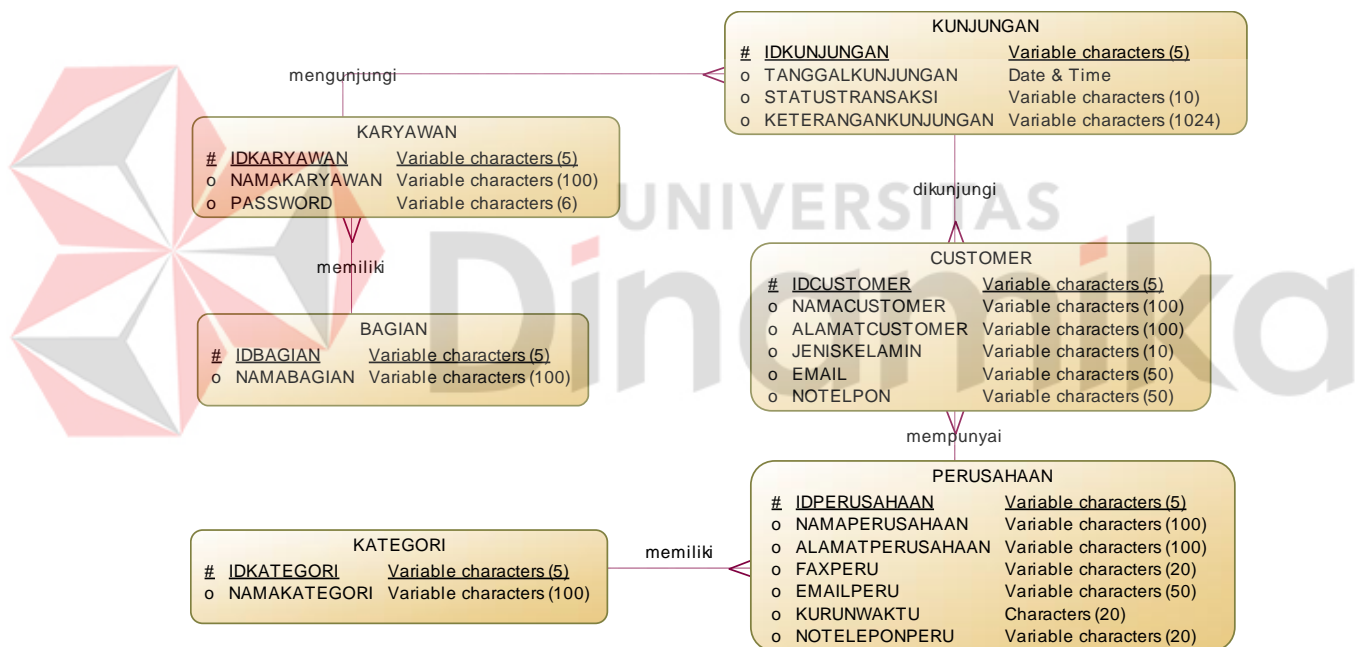 KUNJUNGAN
# IDKUNJUNGAN Variable characters (5)
o TANGGALKUNJUNGAN Date & Time
o STATUSTRANSAKSI Variable characters (10)
o KETERANGANKUNJUNGAN Variable characters (1024)
mengunjungi
KARYAWAN
# IDKARYAWAN Variable characters (5)
o NAMAKARYAWAN Variable characters (100)
o PASSWORD Variable characters (6)
dikunjungi
UNIVERSITAS
Dinamika
memiliki
CUSTOMER
# IDCUSTOMER Variable characters (5)
o NAMACUSTOMER Variable characters (100)
o ALAMATCUSTOMER Variable characters (100)
o JENISKELAMIN Variable characters (10)
o EMAIL Variable characters (50)
o NOTELPON Variable characters (50)
BAGIAN
# IDBAGIAN Variable characters (5)
o NAMABAGIAN Variable characters (100)
mempunyai
PERUSAHAAN
# IDPERUSAHAAN Variable characters (5)
o NAMAPERUSAHAAN Variable characters (100)
o ALAMATPERUSAHAAN Variable characters (100)
o FAXPERU Variable characters (20)
o EMAILPERU Variable characters (50)
o KURUNWAKTU Characters (20)
o NOTELEPONPERU Variable characters (20)
memiliki
KATEGORI
# IDKATEGORI Variable characters (5)
o NAMAKATEGORI Variable characters (100)